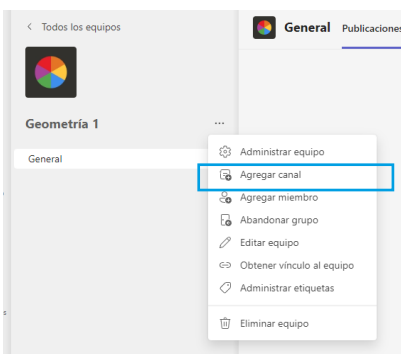 < Todos los equipos
General Publicaciones
Geometría 1 ...
General
Administrar equipo
Agregar canal
Agregar miembro
Abandonar grupo
Editar equipo
Obtener vínculo al equipo
Administrar etiquetas
Eliminar equipo